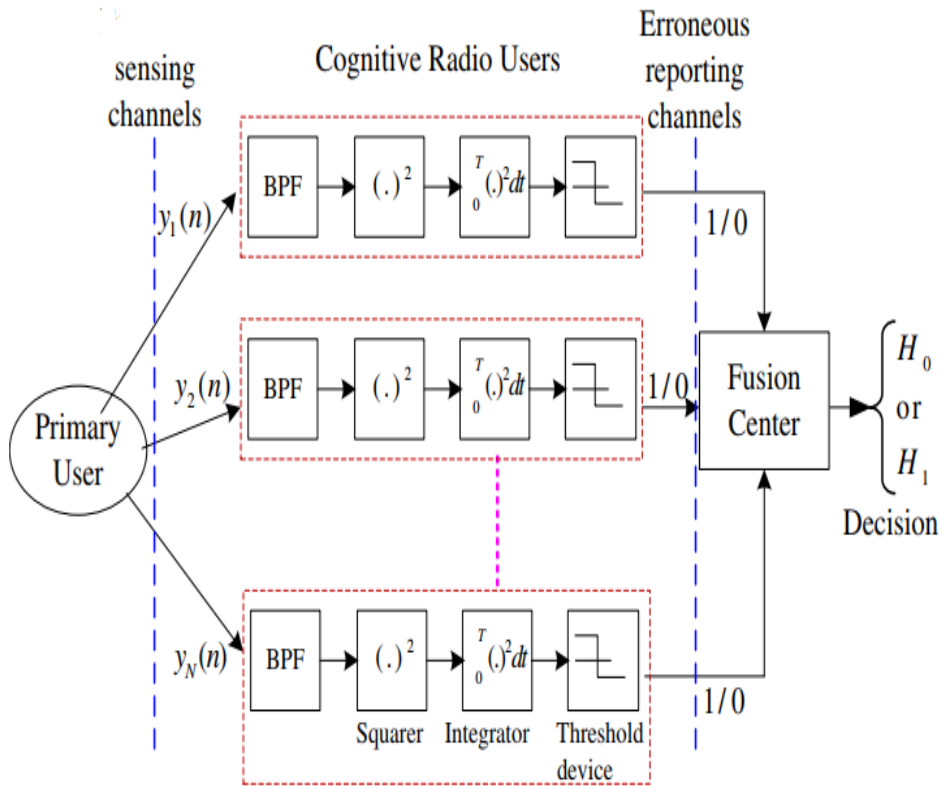 sensing
channels
Cognitive Radio Users
Erroneous
reporting
channels
y₁(n)
BPF
(.)²
T
0 (.)²dt
1/0
y₂(n)
BPF
(.)²
T
0 (.)²dt
1/0
Primary
User
Fusion
Center
H₀
or
H₁
Decision
y_N(n)
BPF
(.)²
T
0 (.)²dt
1/0
Squarer
Integrator
Threshold
device